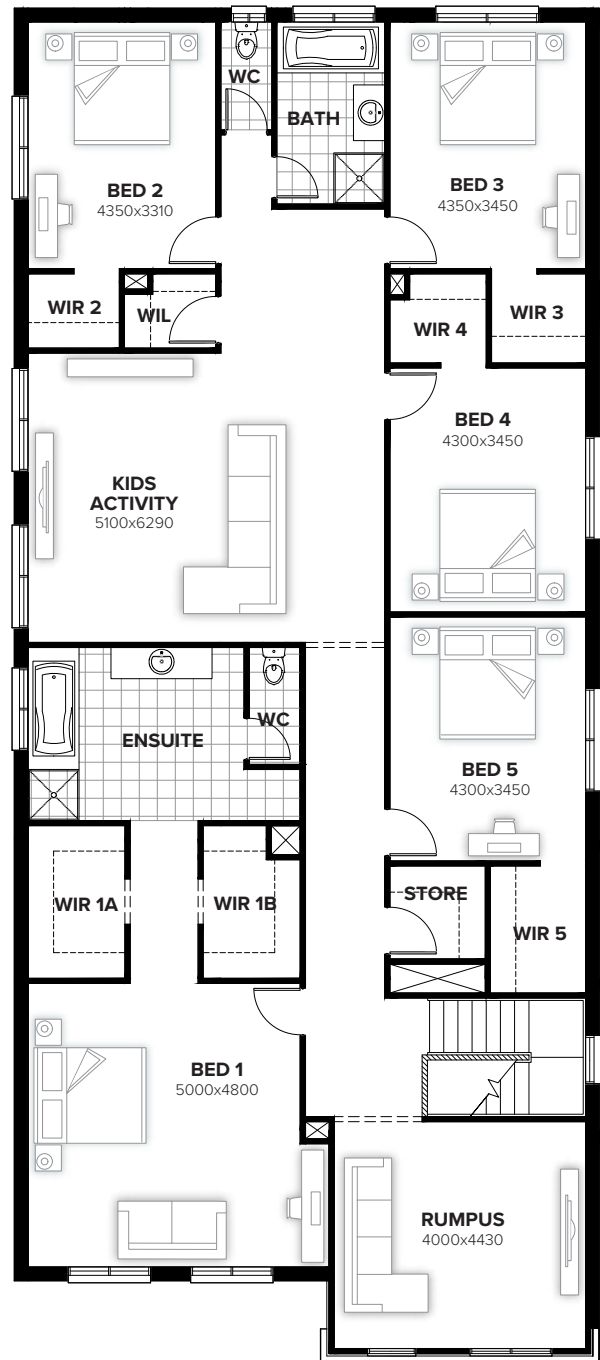 WC
BATH
BED 2
4350x3310
BED 3
4350x3450
WIR 2
WIL
WIR 4
WIR 3
BED 4
4300x3450
KIDS
ACTIVITY
5100x6290
ENSUITE
WC
BED 5
4300x3450
WIR 1A
WIR 1B
STORE
WIR 5
BED 1
5000x4800
RUMPUS
4000x4430